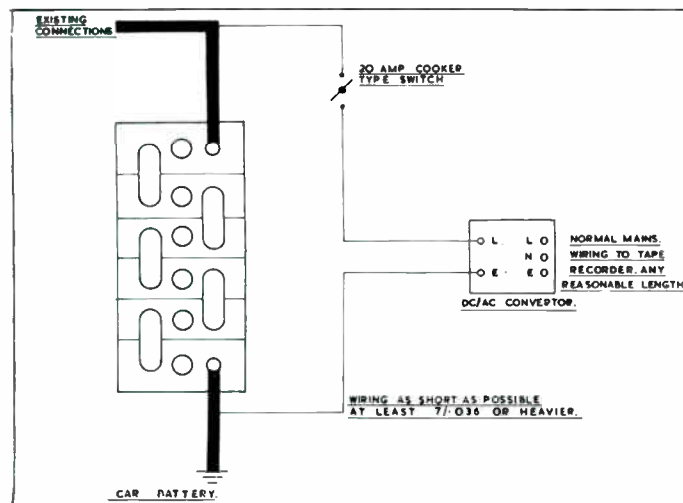 EXISTING
CONNECTIONS
20 AMP COOKER
TYPE SWITCH
L. L
N
E. E
NORMAL MAINS.
WIRING TO TAPE
RECORDER. ANY
REASONABLE LENGTH
DC/AC CONVERTOR.
WIRING AS SHORT AS POSSIBLE
AT LEAST 7/.036 OR HEAVIER.
CAR BATTERY.